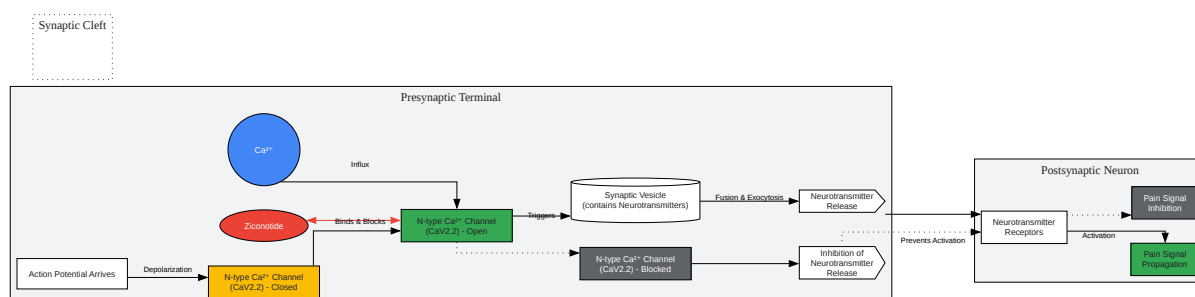 Synaptic Cleft
Presynaptic Terminal
Ca²⁺
Influx
Ziconotide
Binds & Blocks
N-type Ca²⁺ Channel
(CaV2.2) - Open
Triggers
Synaptic Vesicle
(contains Neurotransmitters)
Fusion & Exocytosis
Neurotransmitter
Release
Action Potential Arrives
Depolarization
N-type Ca²⁺ Channel
(CaV2.2) - Closed
N-type Ca²⁺ Channel
(CaV2.2) - Blocked
Inhibition of
Neurotransmitter
Release
Prevents Activation
Postsynaptic Neuron
Neurotransmitter
Receptors
Activation
Pain Signal
Inhibition
Pain Signal
Propagation